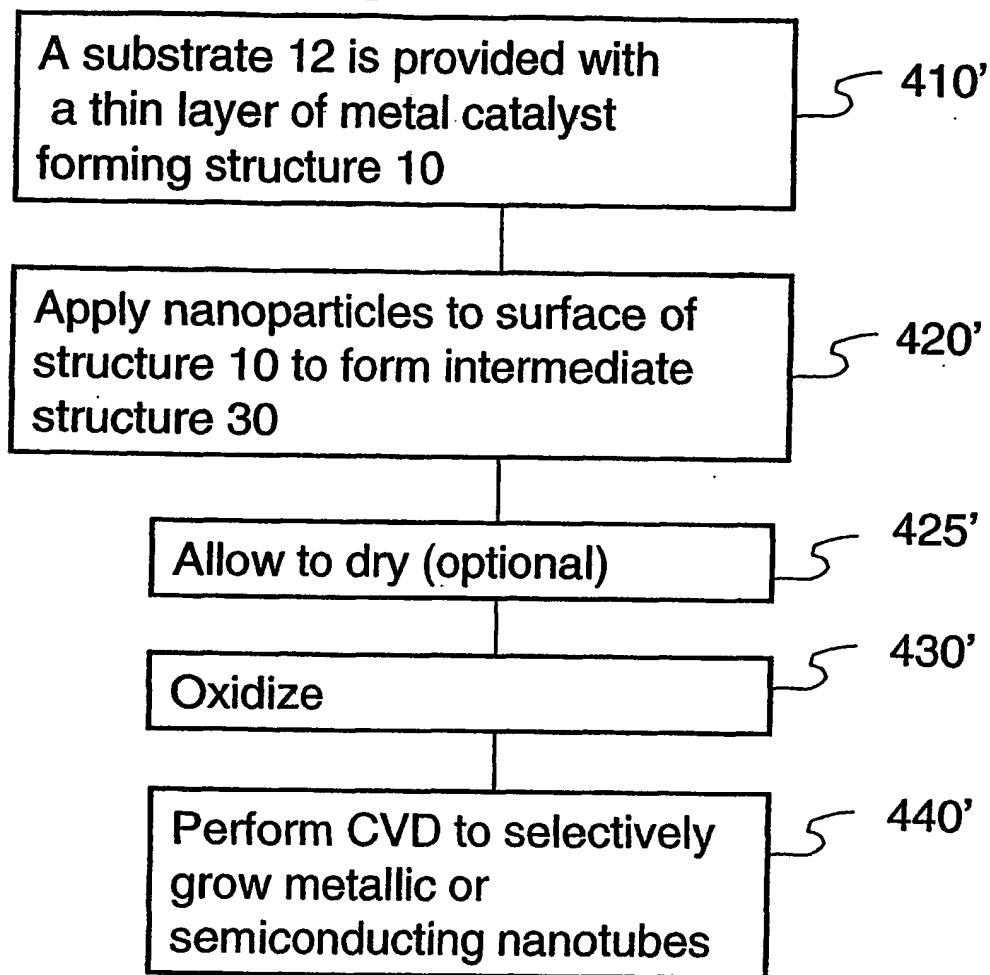 A substrate 12 is provided with
a thin layer of metal catalyst
forming structure 10
410'
Apply nanoparticles to surface of
structure 10 to form intermediate
structure 30
420'
Allow to dry (optional)
425'
Oxidize
430'
Perform CVD to selectively
grow metallic or
semiconducting nanotubes
440'